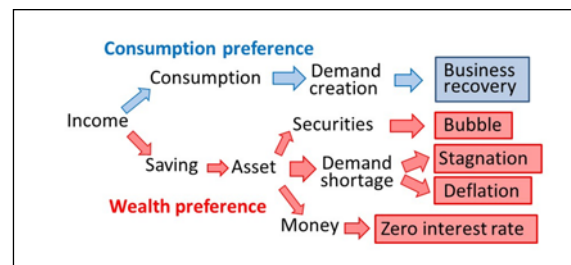 Consumption preference
Consumption
Demand
creation
Business
recovery
Income
Securities
Bubble
Saving
Asset
Demand
shortage
Stagnation
Deflation
Wealth preference
Money
Zero interest rate